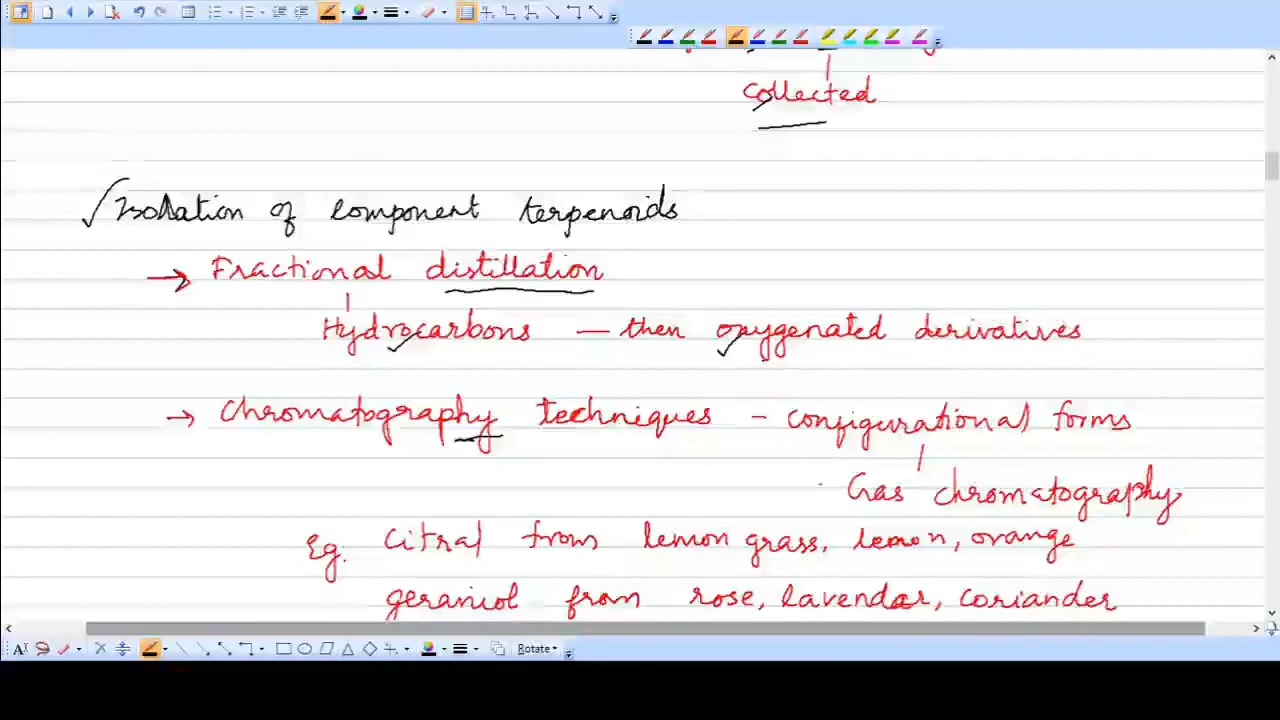 collected
Isolation of component terpenoids
→ Fractional distillation
Hydrocarbons — then oxygenated derivatives
→ Chromatography techniques - configurational forms
Gas chromatography
Eg. Citral from lemon grass, lemon, orange
geraniol from rose, lavendar, coriander
Rotate